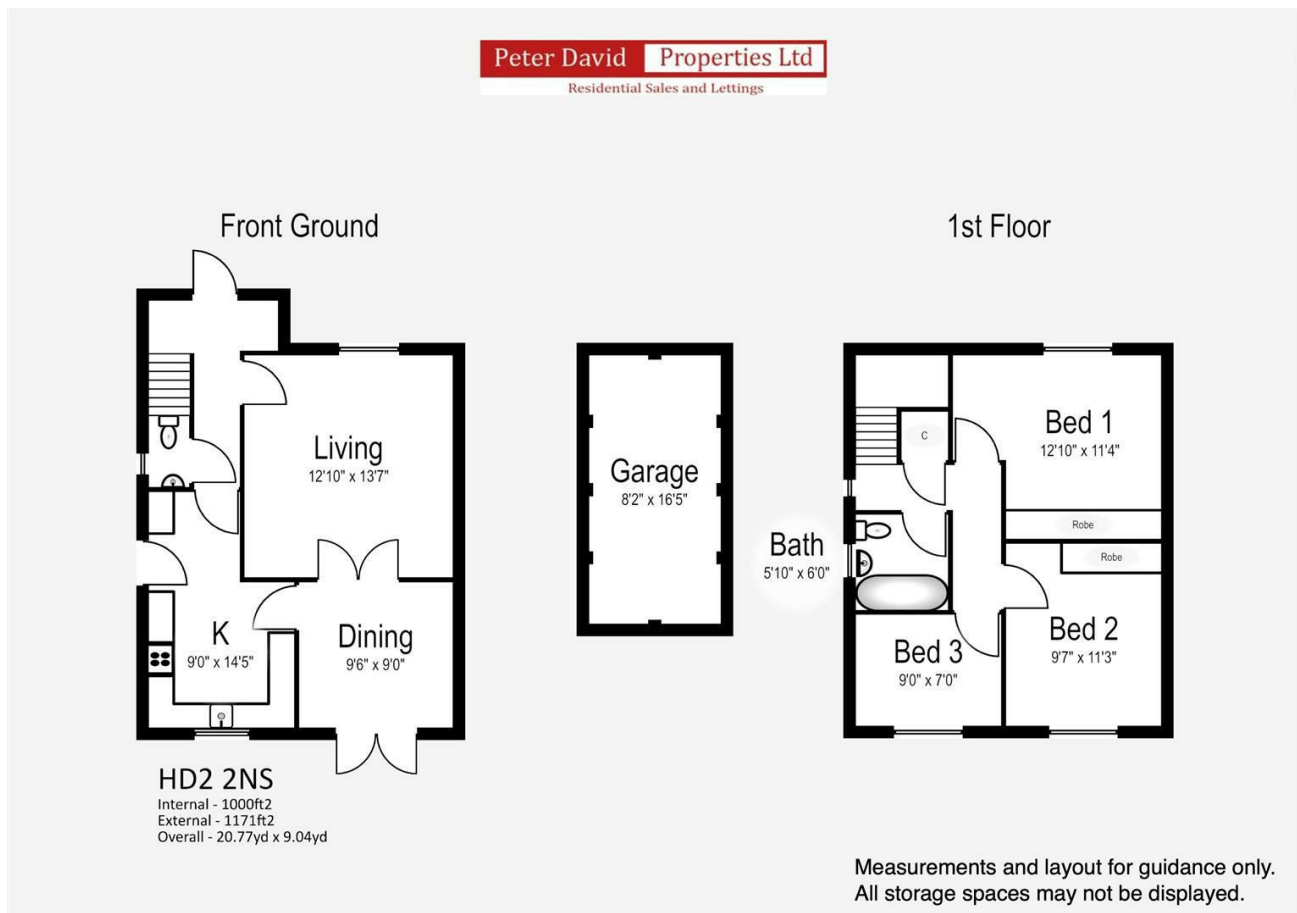 Peter David Properties Ltd
Residential Sales and Lettings
Front Ground
1st Floor
Living
12'10" x 13'7"
K
9'0" x 14'5"
Dining
9'6" x 9'0"
Garage
8'2" x 16'5"
C
Bed 1
12'10" x 11'4"
Robe
Robe
Bath
5'10" x 6'0"
Bed 2
9'7" x 11'3"
Bed 3
9'0" x 7'0"
HD2 2NS
Internal - 1000ft2
External - 1171ft2
Overall - 20.77yd x 9.04yd
Measurements and layout for guidance only.
All storage spaces may not be displayed.